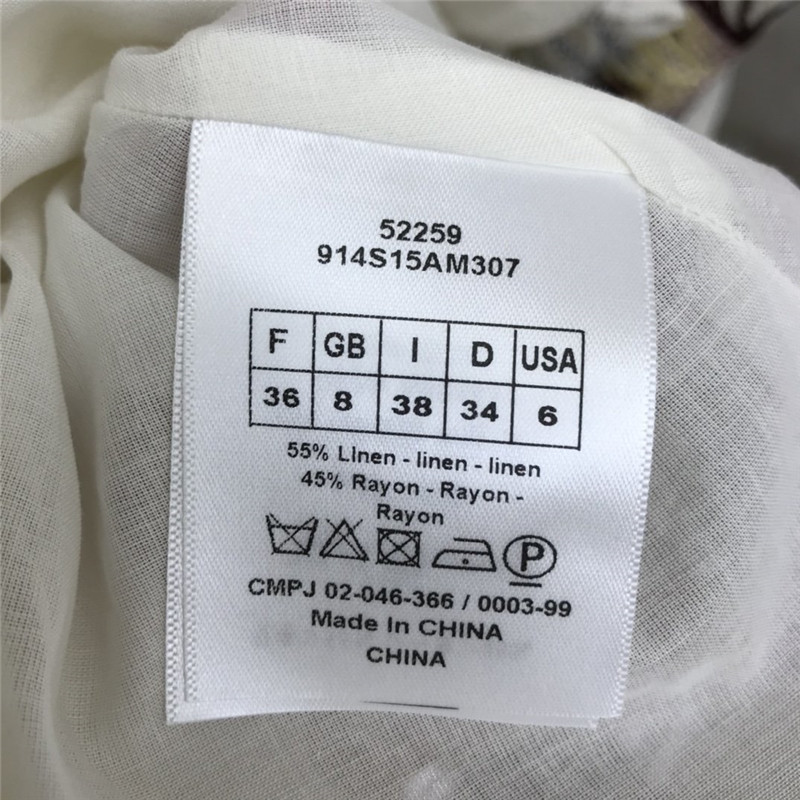 52259
914S15AM307
F GB I D USA
36 8 38 34 6
55% Linen - linen - linen
45% Rayon - Rayon -
Rayon
P
CMPJ 02-046-366 / 0003-99
Made In CHINA
CHINA